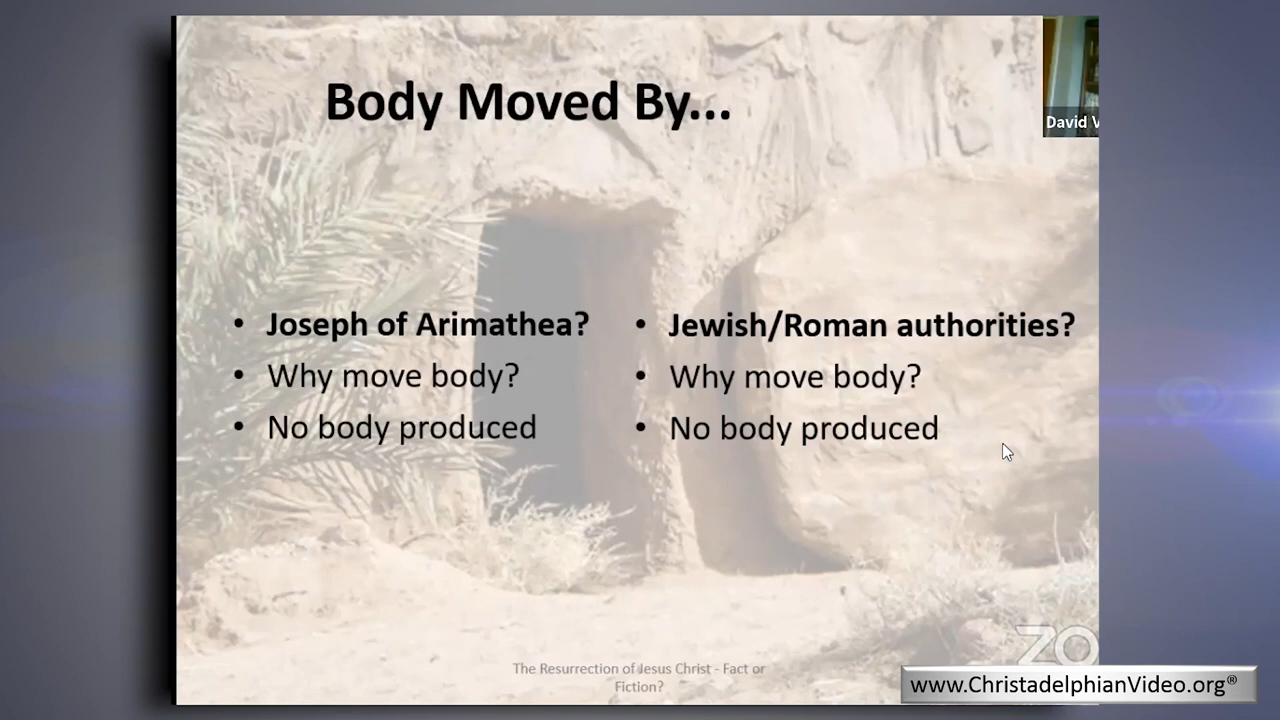 Body Moved By...
David V
• Joseph of Arimathea?
• Why move body?
• No body produced
• Jewish/Roman authorities?
• Why move body?
• No body produced
zo
The Resurrection of Jesus Christ - Fact or
Fiction?
www.ChristadelphianVideo.org®